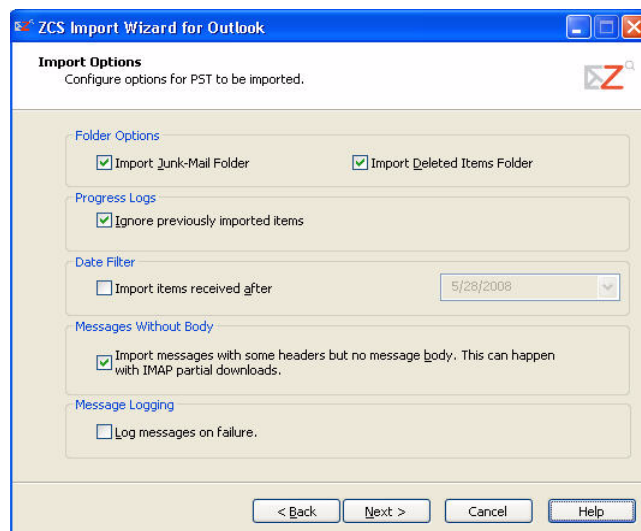 ZCS Import Wizard for Outlook
Import Options
Configure options for PST to be imported.
Folder Options
Import Junk-Mail Folder
Import Deleted Items Folder
Progress Logs
Ignore previously imported items
Date Filter
Import items received after
5/28/2008
Messages Without Body
Import messages with some headers but no message body. This can happen
with IMAP partial downloads.
Message Logging
Log messages on failure.
< Back
Next >
Cancel
Help